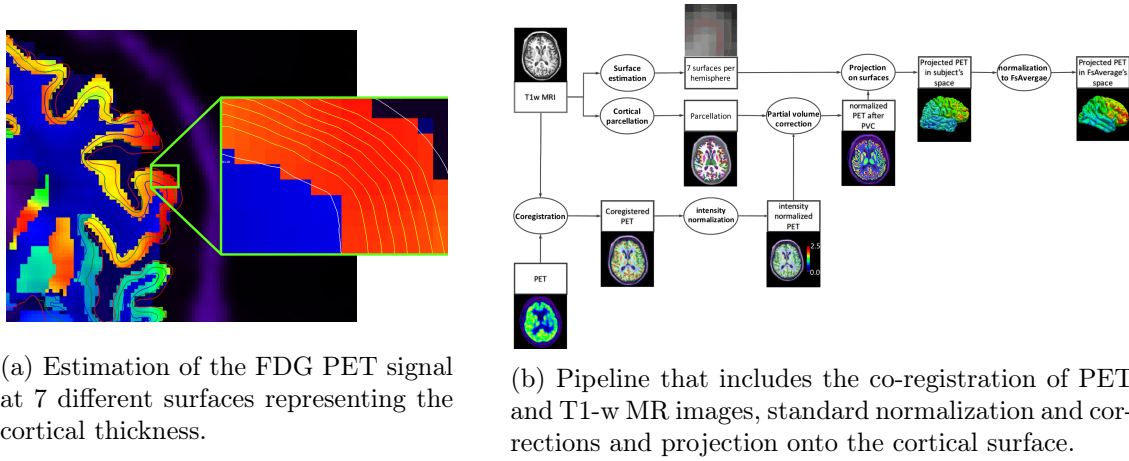 T1w MRI
Surface
estimation
7 surfaces per
hemisphere
Projection
on surfaces
Projected PET
in subject's
space
normalization
to FsAvergae
Projected PET
in FsAverage's
space
Cortical
parcellation
Parcellation
Partial volume
correction
normalized
PET after
PVC
Coregistration
Coregistered
PET
intensity
normalization
intensity
normalized
PET
2.5
0.0
PET
(a) Estimation of the FDG PET signal
at 7 different surfaces representing the
cortical thickness.
(b) Pipeline that includes the co-registration of PET
and T1-w MR images, standard normalization and cor-
rections and projection onto the cortical surface.